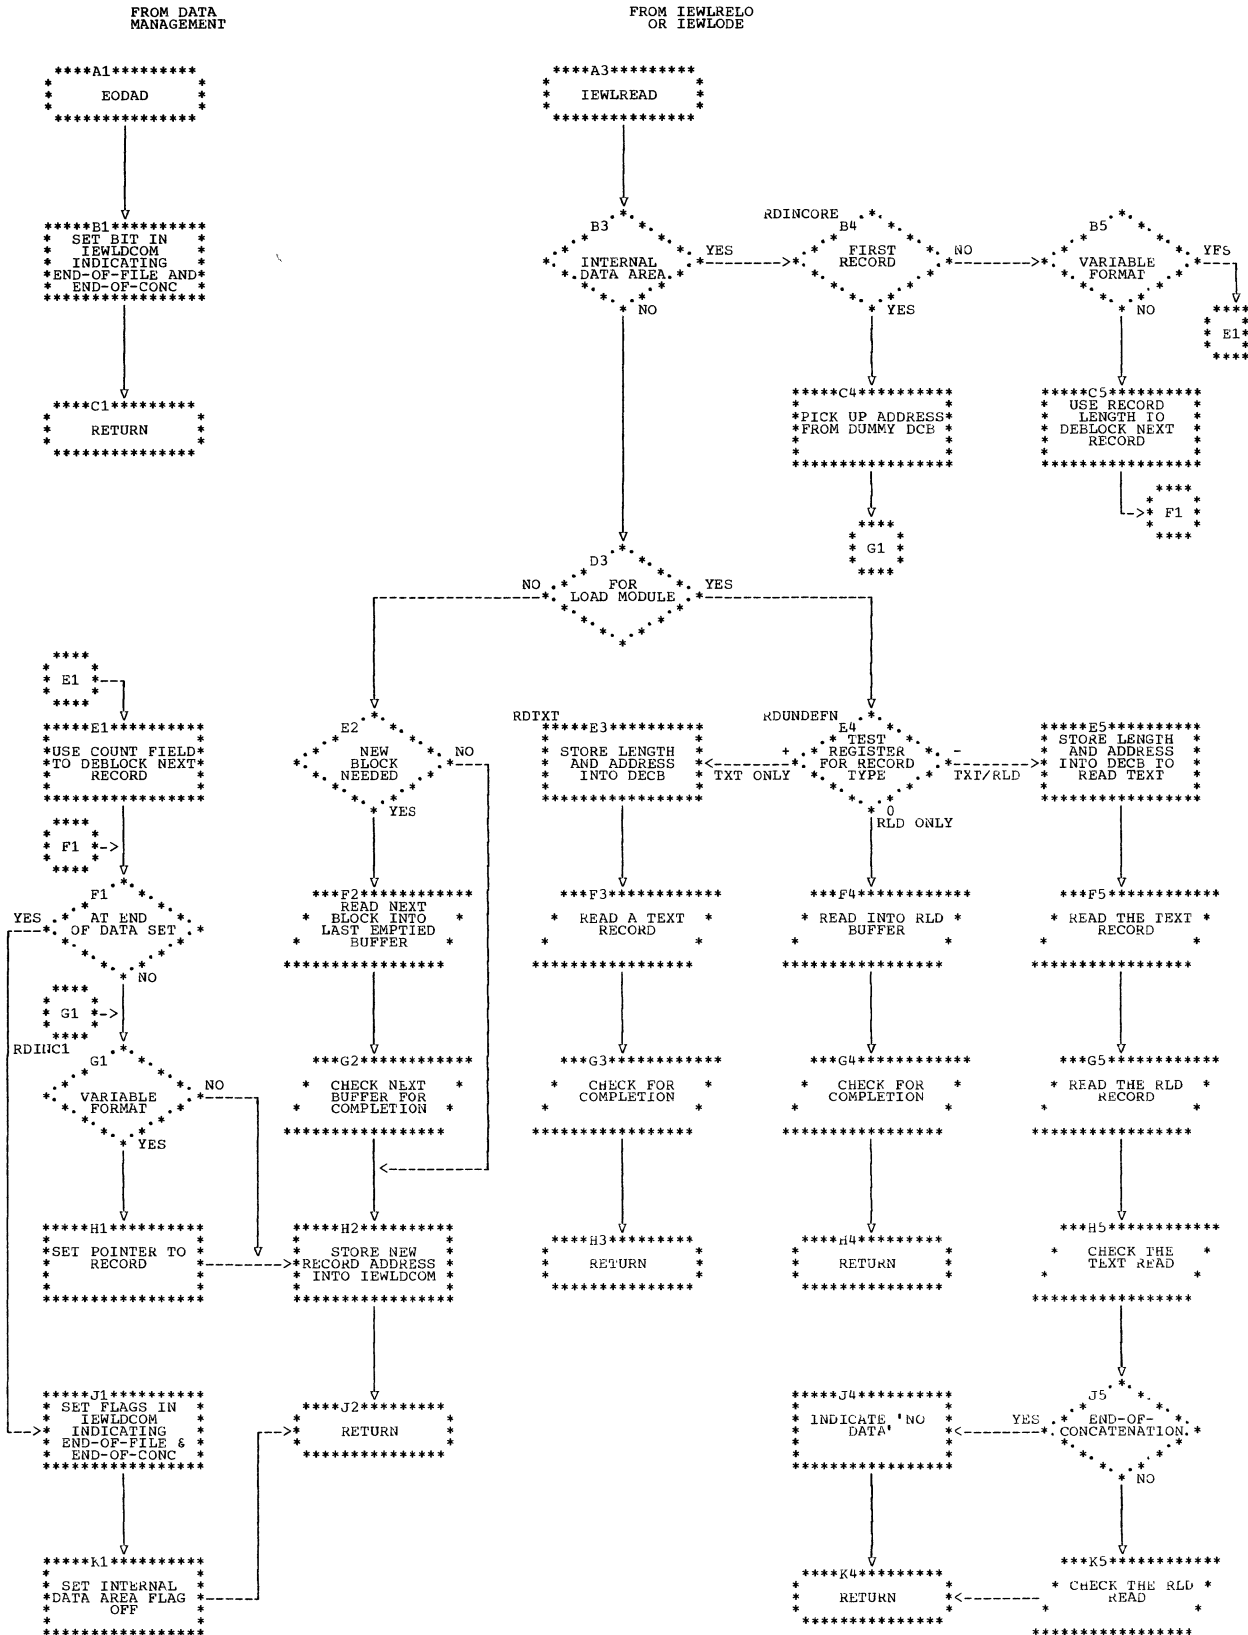 FROM DATA
MANAGEMENT
FROM IEWLRELO
OR IEWLODE
A1
EODAD
A3
IEWLREAD
B1
SET BIT IN
IEWLDCOM
INDICATING
END-OF-FILE AND
END-OF-CONC
B3
INTERNAL
DATA AREA
YES
NO
RDINCORE
B4
FIRST
RECORD
NO
YES
B5
VARIABLE
FORMAT
YES
NO
E1
C1
RETURN
C4
PICK UP ADDRESS
FROM DUMMY DCB
C5
USE RECORD
LENGTH TO
DEBLOCK NEXT
RECORD
G1
F1
D3
FOR
LOAD MODULE
NO
YES
E1
E1
USE COUNT FIELD
TO DEBLOCK NEXT
RECORD
E2
NEW
BLOCK
NEEDED
NO
YES
RDTXT
E3
STORE LENGTH
AND ADDRESS
INTO DECB
+
TXT ONLY
RDUNDEFN
E4
TEST
REGISTER
FOR RECORD
TYPE
-
TXT/RLD
0
RLD ONLY
E5
STORE LENGTH
AND ADDRESS
INTO DECB TO
READ TEXT
F1
F1
AT END
OF DATA SET
YES
NO
F2
READ NEXT
BLOCK INTO
LAST EMPTIED
BUFFER
F3
READ A TEXT
RECORD
F4
READ INTO RLD
BUFFER
F5
READ THE TEXT
RECORD
G1
RDINC1
G1
VARIABLE
FORMAT
NO
YES
G2
CHECK NEXT
BUFFER FOR
COMPLETION
G3
CHECK FOR
COMPLETION
G4
CHECK FOR
COMPLETION
G5
READ THE RLD
RECORD
H1
SET POINTER TO
RECORD
H2
STORE NEW
RECORD ADDRESS
INTO IEWLDCOM
H3
RETURN
H4
RETURN
H5
CHECK THE
TEXT READ
J1
SET FLAGS IN
IEWLDCOM
INDICATING
END-OF-FILE &
END-OF-CONC
J2
RETURN
J4
INDICATE 'NO
DATA'
J5
END-OF-
CONCATENATION
YES
NO
K1
SET INTERNAL
DATA AREA FLAG
OFF
K4
RETURN
K5
CHECK THE RLD
READ